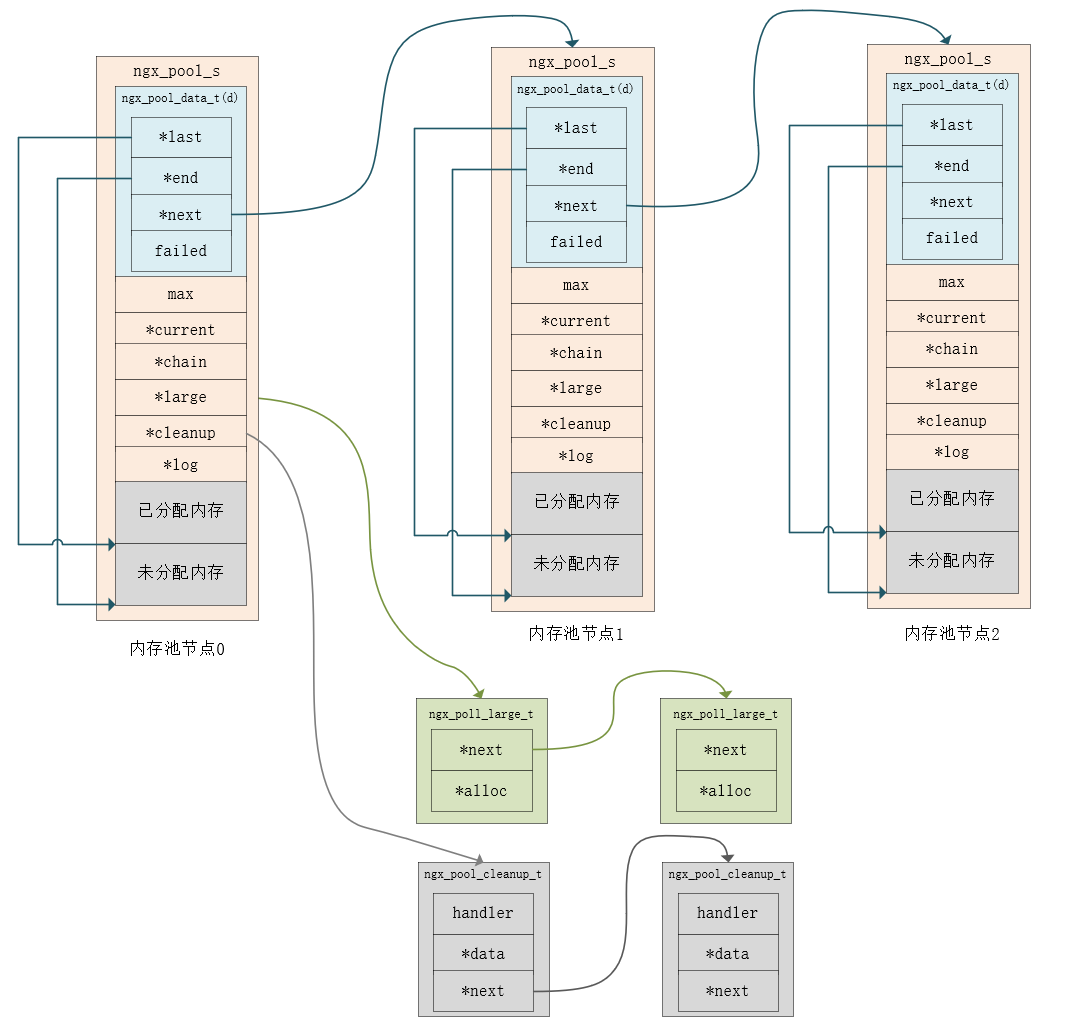 ngx_pool_s
ngx_pool_data_t(d)
*last
*end
*next
failed
max
*current
*chain
*large
*cleanup
*log
已分配内存
未分配内存
内存池节点0
ngx_pool_s
ngx_pool_data_t(d)
*last
*end
*next
failed
max
*current
*chain
*large
*cleanup
*log
已分配内存
未分配内存
内存池节点1
ngx_pool_s
ngx_pool_data_t(d)
*last
*end
*next
failed
max
*current
*chain
*large
*cleanup
*log
已分配内存
未分配内存
内存池节点2
ngx_poll_large_t
*next
*alloc
ngx_poll_large_t
*next
*alloc
ngx_pool_cleanup_t
handler
*data
*next
ngx_pool_cleanup_t
handler
*data
*next